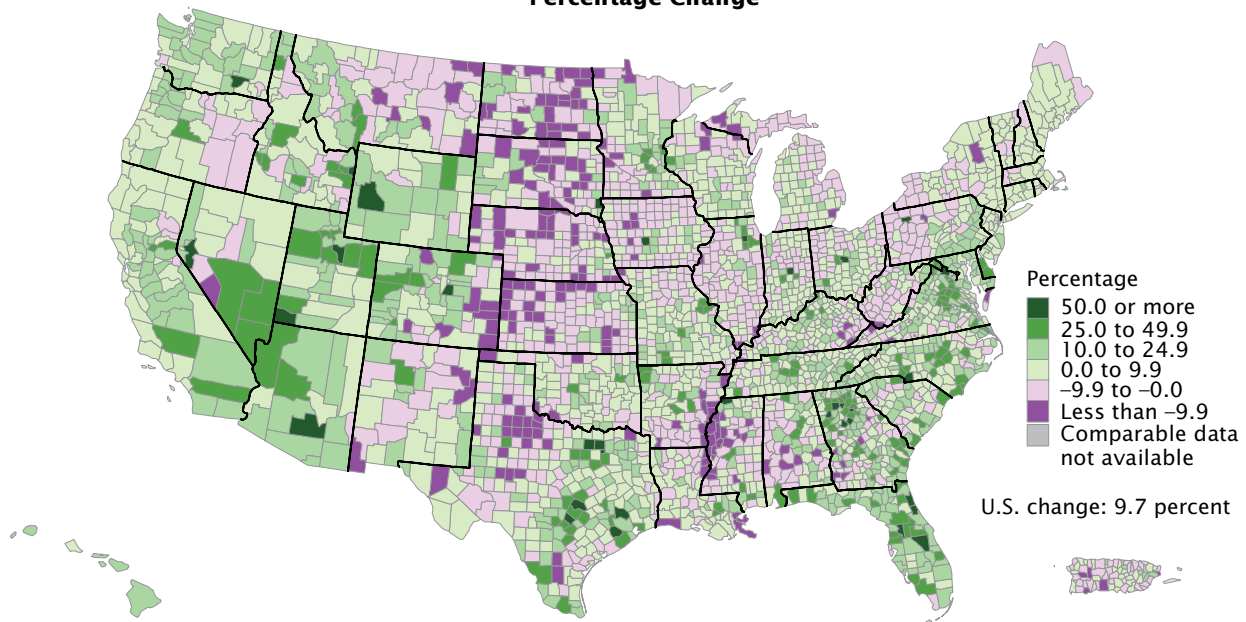 Percentage Change
Percentage
50.0 or more
25.0 to 49.9
10.0 to 24.9
0.0 to 9.9
–9.9 to –0.0
Less than –9.9
Comparable data
not available
U.S. change: 9.7 percent